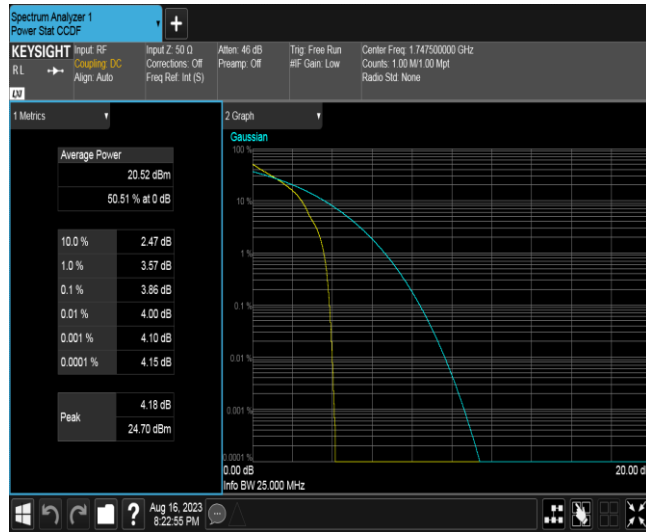 Spectrum Analyzer 1
Power Stat CCDF
+
KEYSIGHT
RL
LXI
Input: RF
Coupling: DC
Align: Auto
Input Z: 50 Ω
Corrections: Off
Freq Ref: Int (S)
Atten: 46 dB
Preamp: Off
Trig: Free Run
#IF Gain: Low
Center Freq: 1.747500000 GHz
Counts: 1.00 M/1.00 Mpt
Radio Std: None
1 Metrics
Average Power
20.52 dBm
50.51 % at 0 dB
10.0 % 2.47 dB
1.0 % 3.57 dB
0.1 % 3.86 dB
0.01 % 4.00 dB
0.001 % 4.10 dB
0.0001 % 4.15 dB
Peak
4.18 dB
24.70 dBm
2 Graph
Gaussian
100 %
10 %
1 %
0.1 %
0.01 %
0.001 %
0.0001 %
0.00 dB 20.00 d
Info BW 25.000 MHz
?
Aug 16, 2023
8:22:55 PM